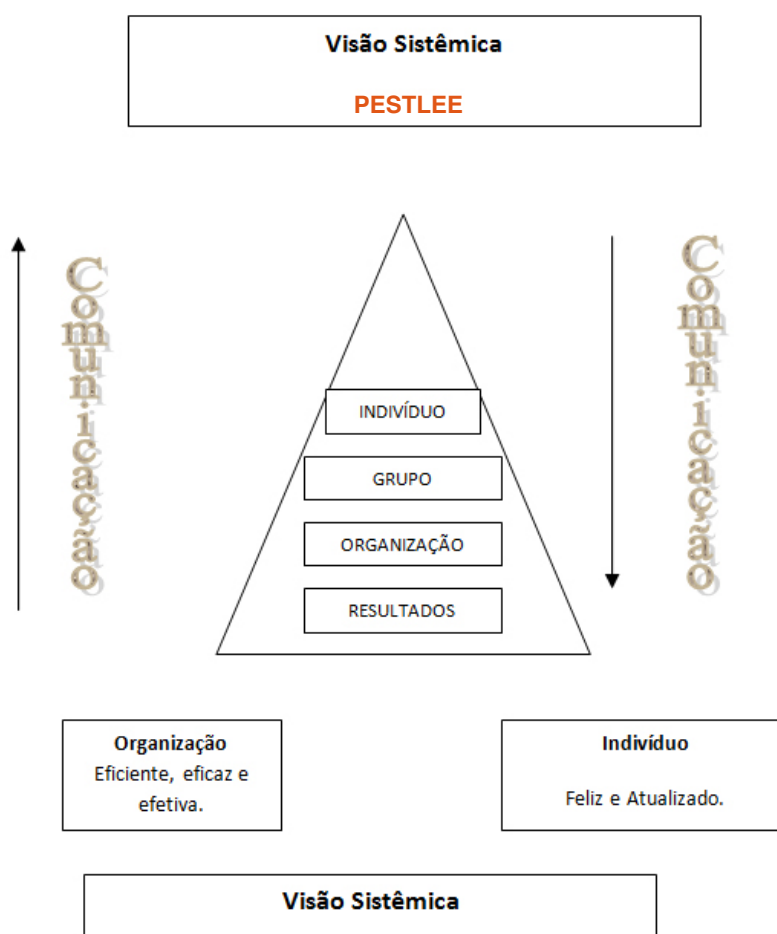 Visão Sistêmica
PESTLEE
Comunicação
Comunicação
INDIVÍDUO
GRUPO
ORGANIZAÇÃO
RESULTADOS
Organização
Eficiente, eficaz e
efetiva.
Indivíduo
Feliz e Atualizado.
Visão Sistêmica